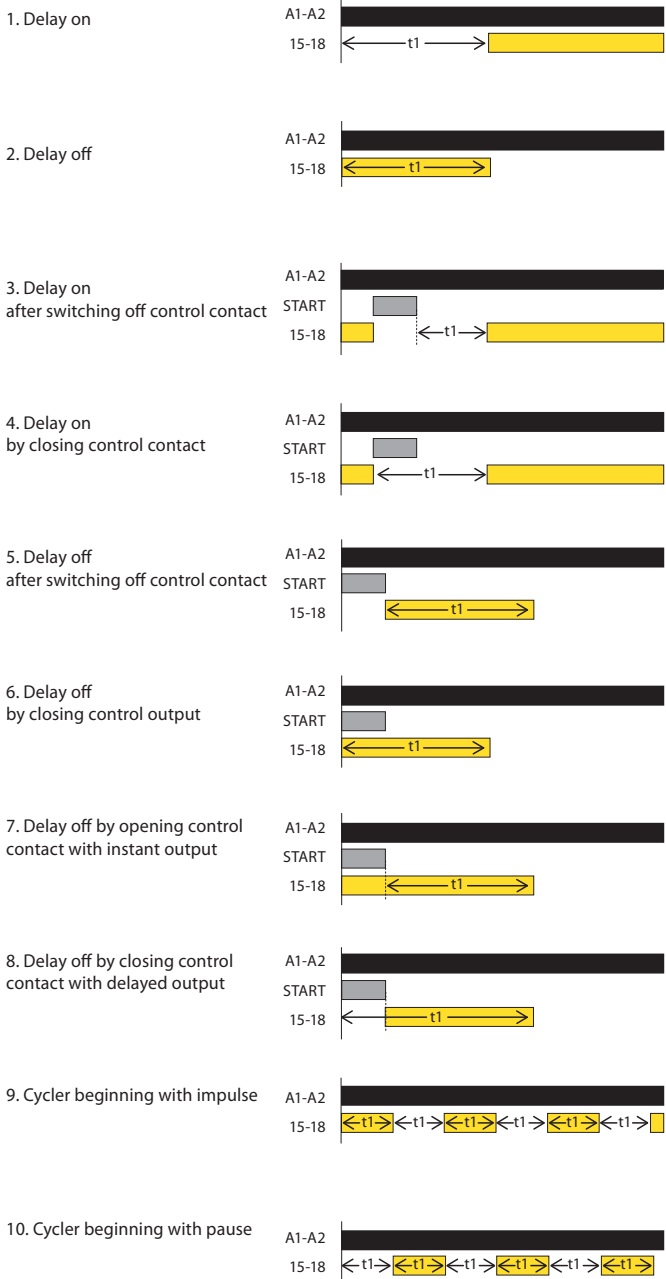 1. Delay on
A1-A2
15-18
t1
2. Delay off
A1-A2
15-18
t1
3. Delay on
after switching off control contact
A1-A2
START
15-18
t1
4. Delay on
by closing control contact
A1-A2
START
15-18
t1
5. Delay off
after switching off control contact
A1-A2
START
15-18
t1
6. Delay off
by closing control output
A1-A2
START
15-18
t1
7. Delay off by opening control
contact with instant output
A1-A2
START
15-18
t1
8. Delay off by closing control
contact with delayed output
A1-A2
START
15-18
t1
9. Cycler beginning with impulse
A1-A2
15-18
t1 t1 t1 t1 t1 t1
10. Cycler beginning with pause
A1-A2
15-18
t1 t1 t1 t1 t1 t1